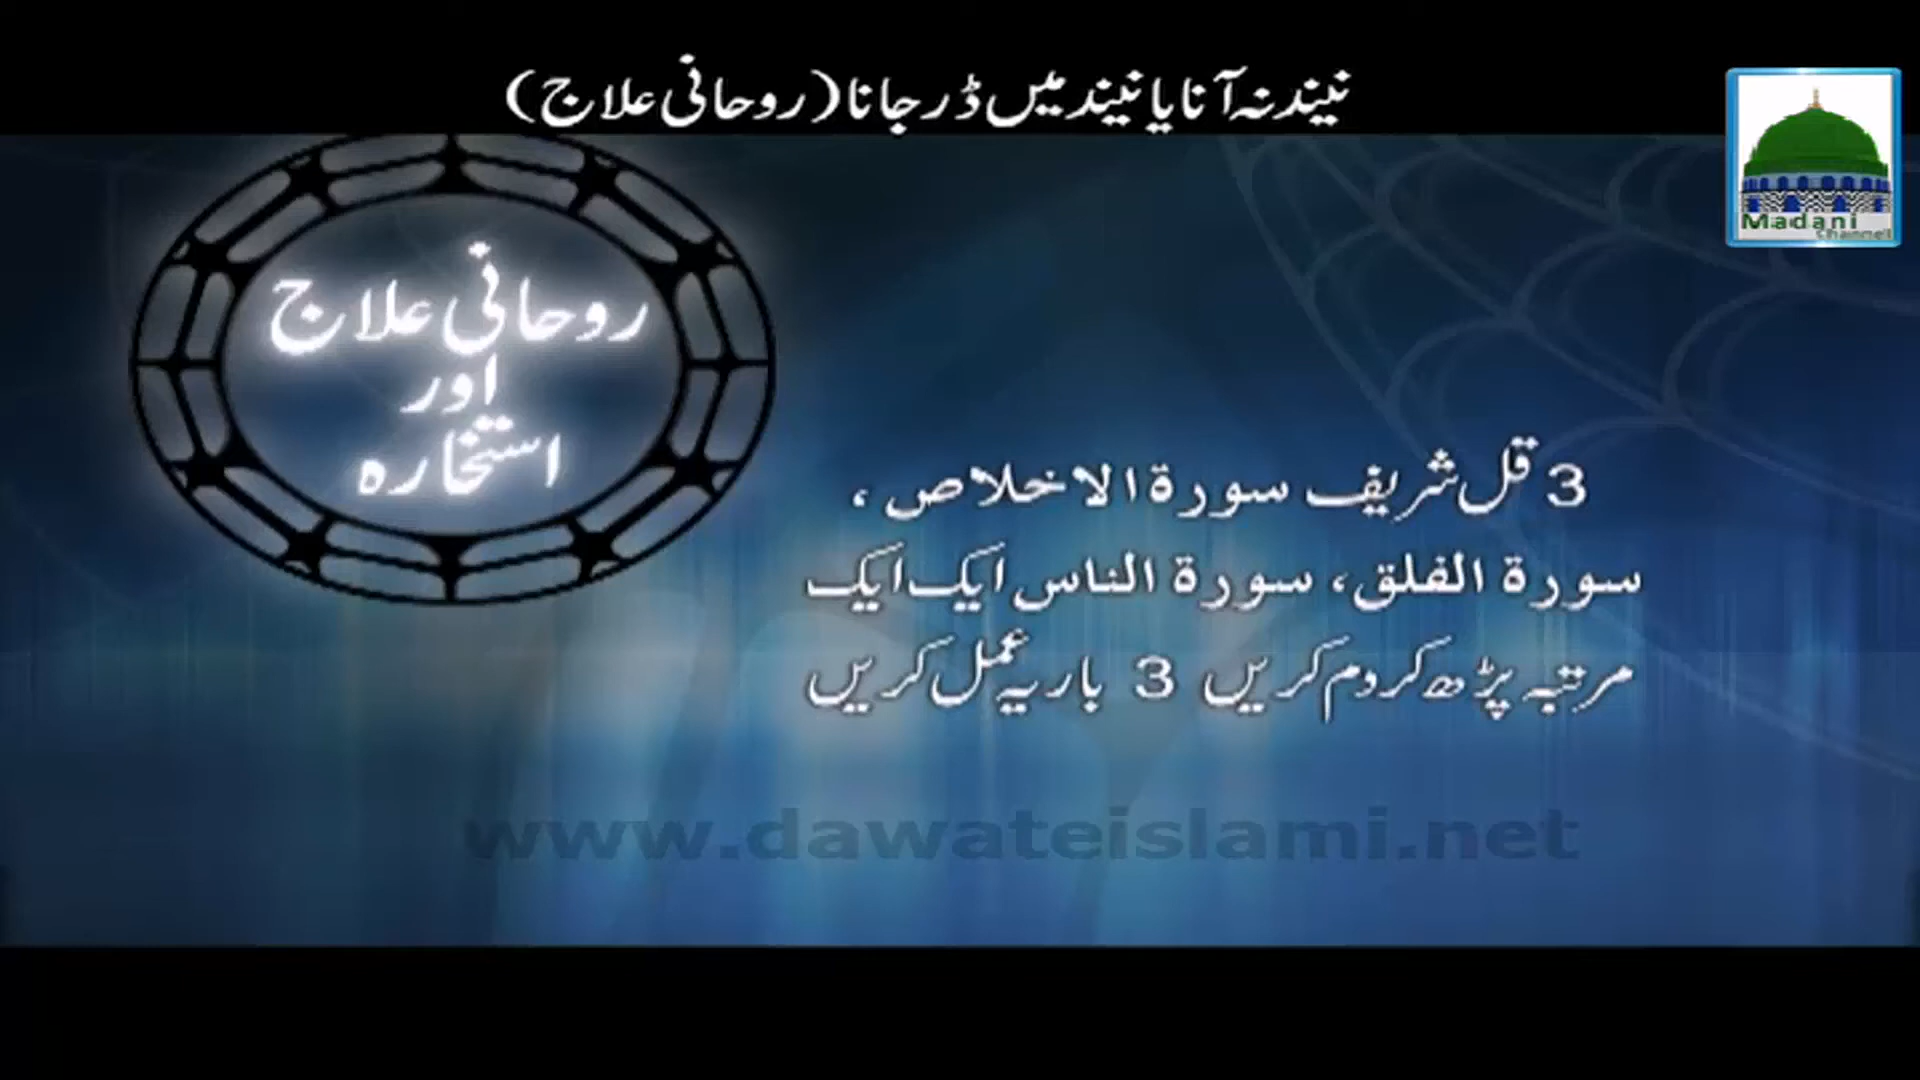 نیند نہ آنا یا نیند میں ڈر جانا (روحانی علاج)
Madani
Channel
روحانی علاج
اور
استخارہ
3 قل شریف سورۃ الاخلاص ،
سورۃ الفلق، سورۃ الناس ایک ایک
مرتبہ پڑھ کر دم کریں 3 بار یہ عمل کریں
www.dawateislami.net